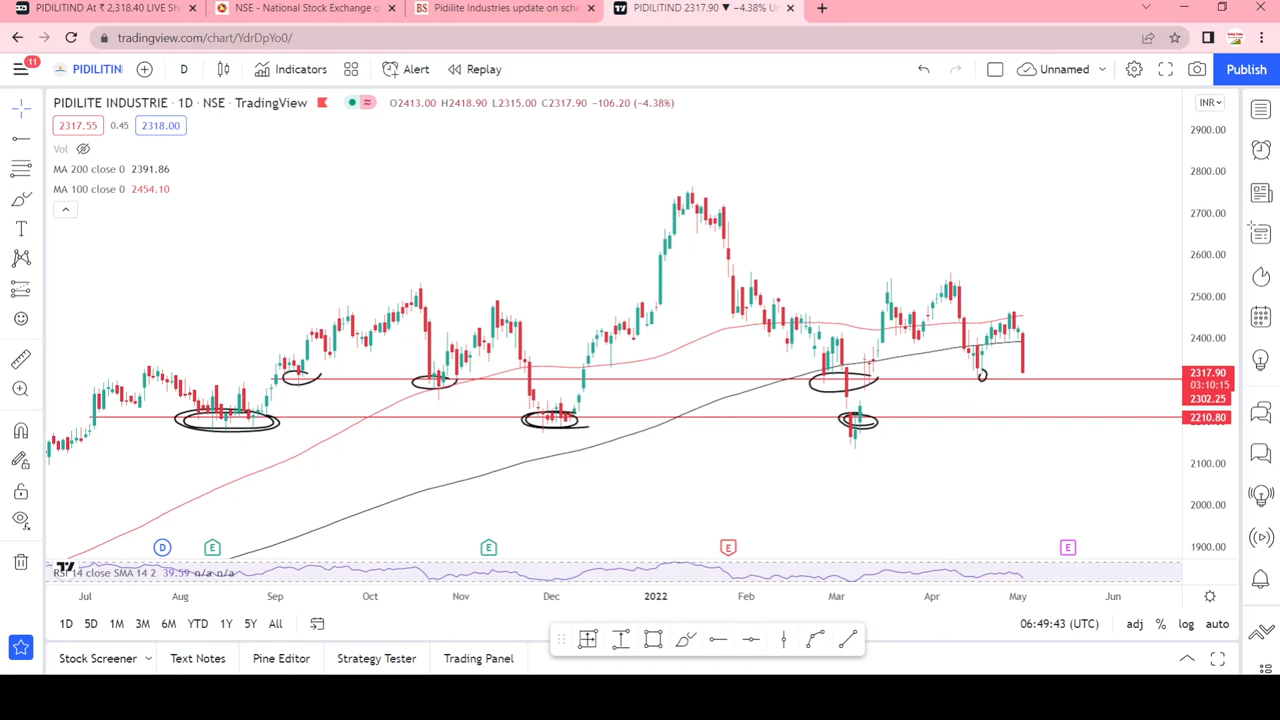 PIDILITIND At ₹ 2,318.40 LIVE Sha
NSE - National Stock Exchange o
BS Pidilite Industries update on sche
PIDILITIND 2317.90 ▼ −4.38% Un
tradingview.com/chart/YdrDpYo0/
11
PIDILITIN
D
Indicators
Alert
Replay
Unnamed
Publish
PIDILITE INDUSTRIE · 1D · NSE · TradingView
O2413.00 H2418.90 L2315.00 C2317.90 −106.20 (−4.38%)
INR
2317.55 0.45 2318.00
Vol
MA 200 close 0 2391.86
MA 100 close 0 2454.10
2900.00
2800.00
2700.00
2600.00
2500.00
2400.00
2317.90
03:10:15
2302.25
2210.80
2100.00
2000.00
1900.00
D
E
E
E
E
RSI 14 close SMA 14 2 39.59 n/a n/a
Jul Aug Sep Oct Nov Dec 2022 Feb Mar Apr May Jun
1D 5D 1M 3M 6M YTD 1Y 5Y All
06:49:43 (UTC) adj % log auto
Stock Screener Text Notes Pine Editor Strategy Tester Trading Panel